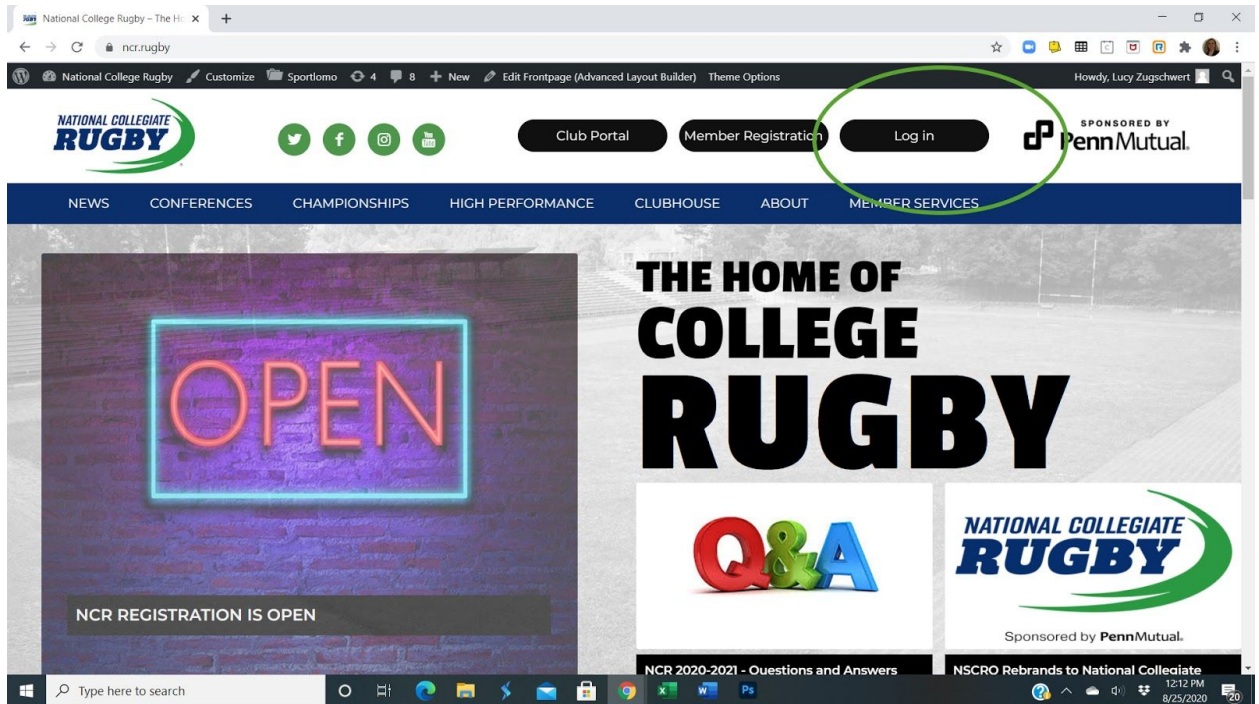 National College Rugby – The Ho
ncr.rugby
National College Rugby Customize Sportlomo 4 8 New Edit Frontpage (Advanced Layout Builder) Theme Options Howdy, Lucy Zugschwert
NATIONAL COLLEGIATE
RUGBY
You
Tube
Club Portal Member Registration Log in
SPONSORED BY
PennMutual.
NEWS CONFERENCES CHAMPIONSHIPS HIGH PERFORMANCE CLUBHOUSE ABOUT MEMBER SERVICES
OPEN
NCR REGISTRATION IS OPEN
THE HOME OF
COLLEGE
RUGBY
Q&A
NCR 2020-2021 - Questions and Answers
NATIONAL COLLEGIATE
RUGBY
Sponsored by PennMutual.
NSCRO Rebrands to National Collegiate
Type here to search
12:12 PM
8/25/2020
20